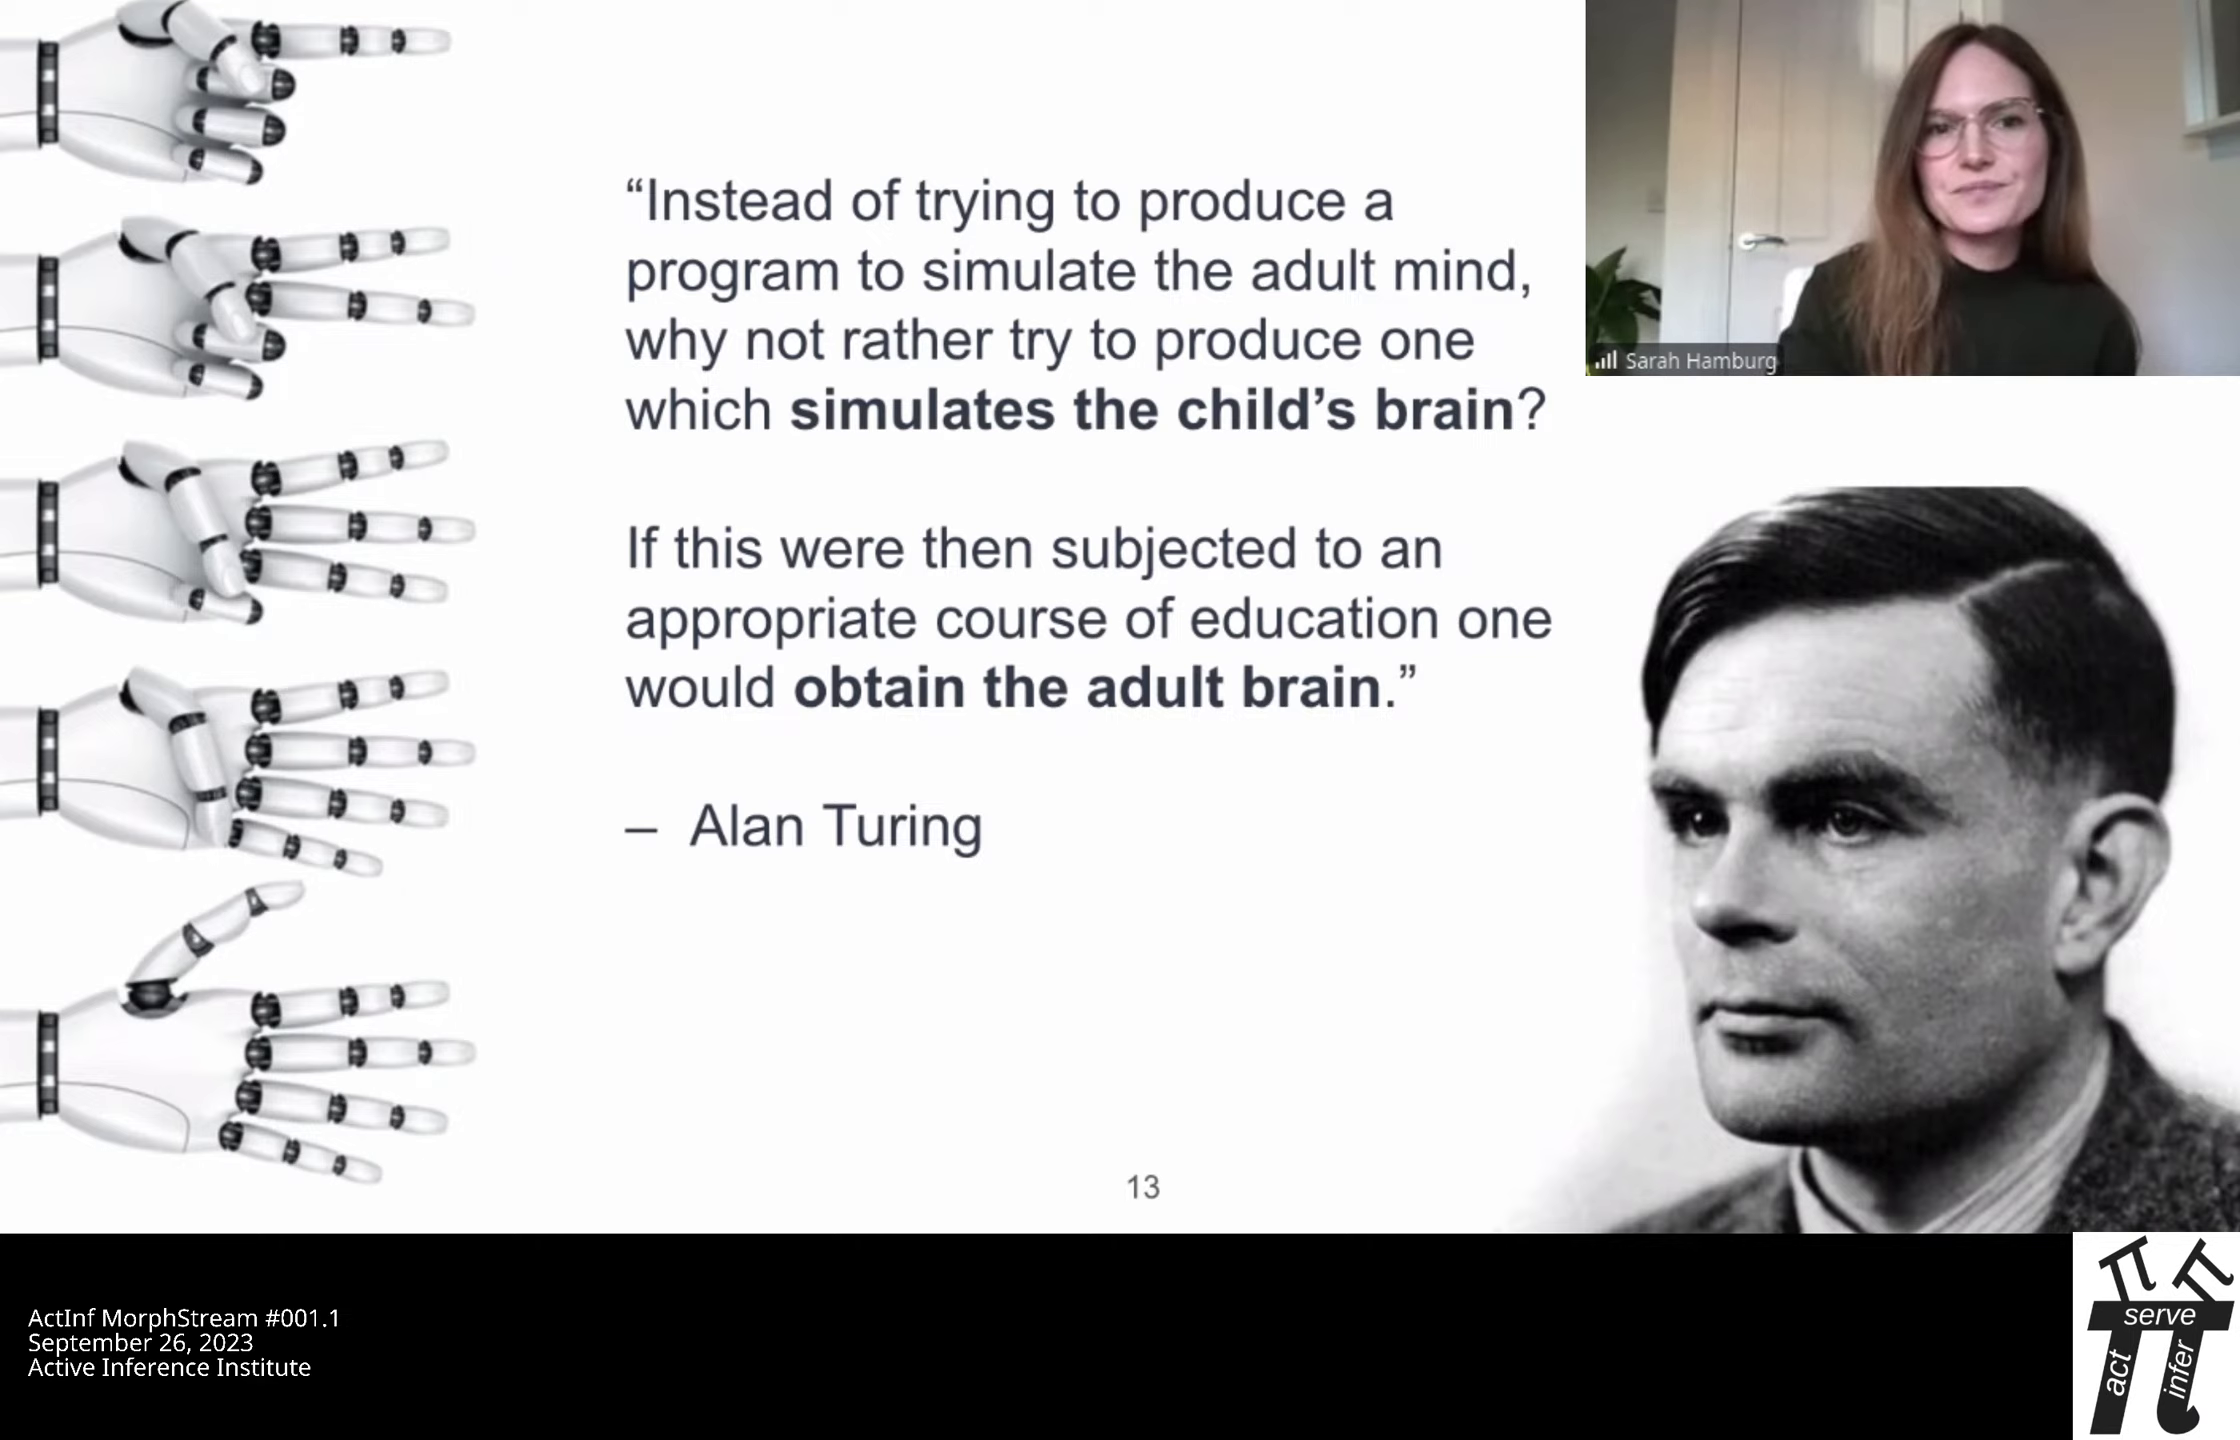 “Instead of trying to produce a
program to simulate the adult mind,
why not rather try to produce one
which simulates the child’s brain?
If this were then subjected to an
appropriate course of education one
would obtain the adult brain.”
– Alan Turing
13
Sarah Hamburg
ActInf MorphStream #001.1
September 26, 2023
Active Inference Institute
serve
act
infer